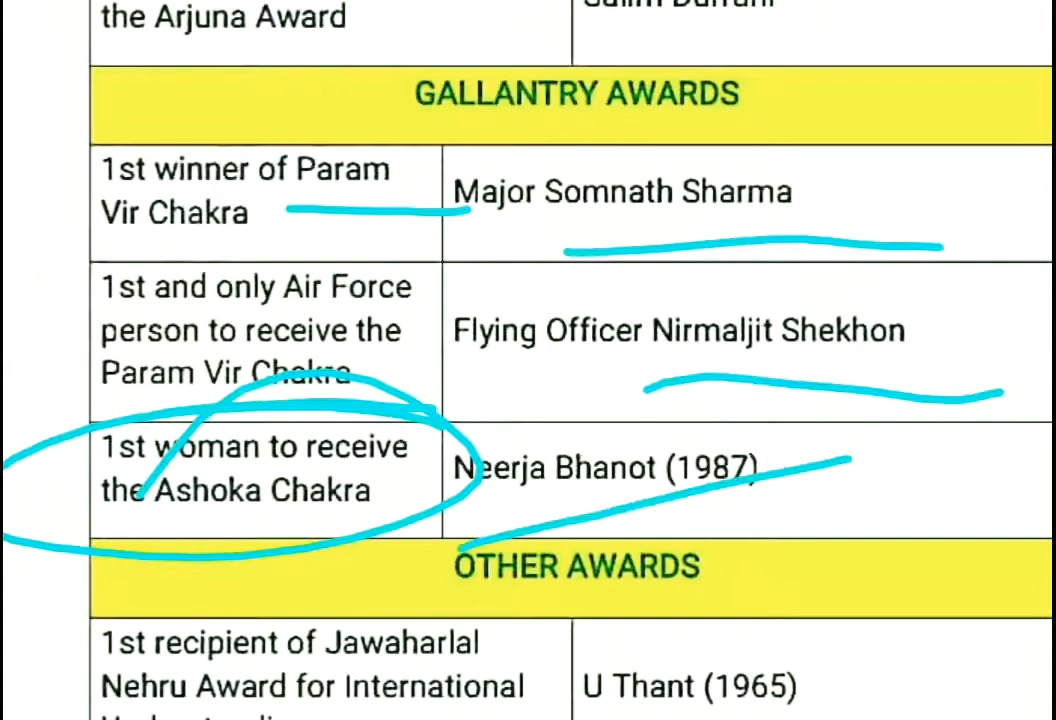 the Arjuna Award
Salim Durrani
GALLANTRY AWARDS
1st winner of Param
Vir Chakra
Major Somnath Sharma
1st and only Air Force
person to receive the
Param Vir Chakra
Flying Officer Nirmaljit Shekhon
1st woman to receive
the Ashoka Chakra
Neerja Bhanot (1987)
OTHER AWARDS
1st recipient of Jawaharlal
Nehru Award for International
U Thant (1965)